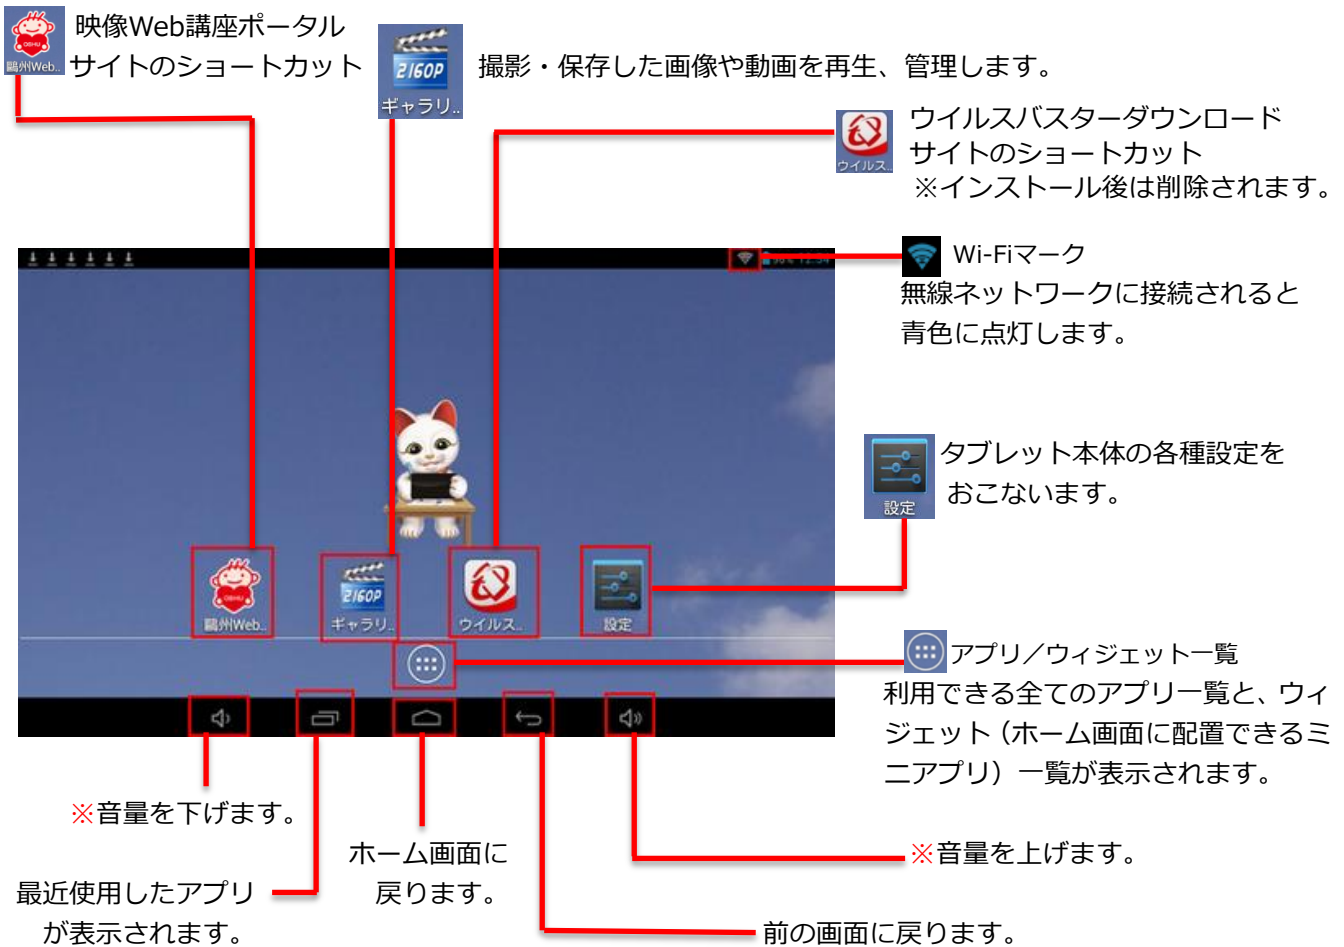 映像Web講座ポータル
サイトのショートカット
OSHU
鷗州Web..
2160P
ギャラリ..
撮影・保存した画像や動画を再生、管理します。
ウイルス..
ウイルスバスターダウンロード
サイトのショートカット
※インストール後は削除されます。
Wi-Fiマーク
無線ネットワークに接続されると
青色に点灯します。
設定
タブレット本体の各種設定を
おこないます。
OSHU
鷗州Web..
2160P
ギャラリ..
ウイルス..
設定
アプリ／ウィジェット一覧
利用できる全てのアプリ一覧と、ウィ
ジェット（ホーム画面に配置できるミ
ニアプリ）一覧が表示されます。
※音量を下げます。
ホーム画面に
戻ります。
※音量を上げます。
最近使用したアプリ
が表示されます。
前の画面に戻ります。